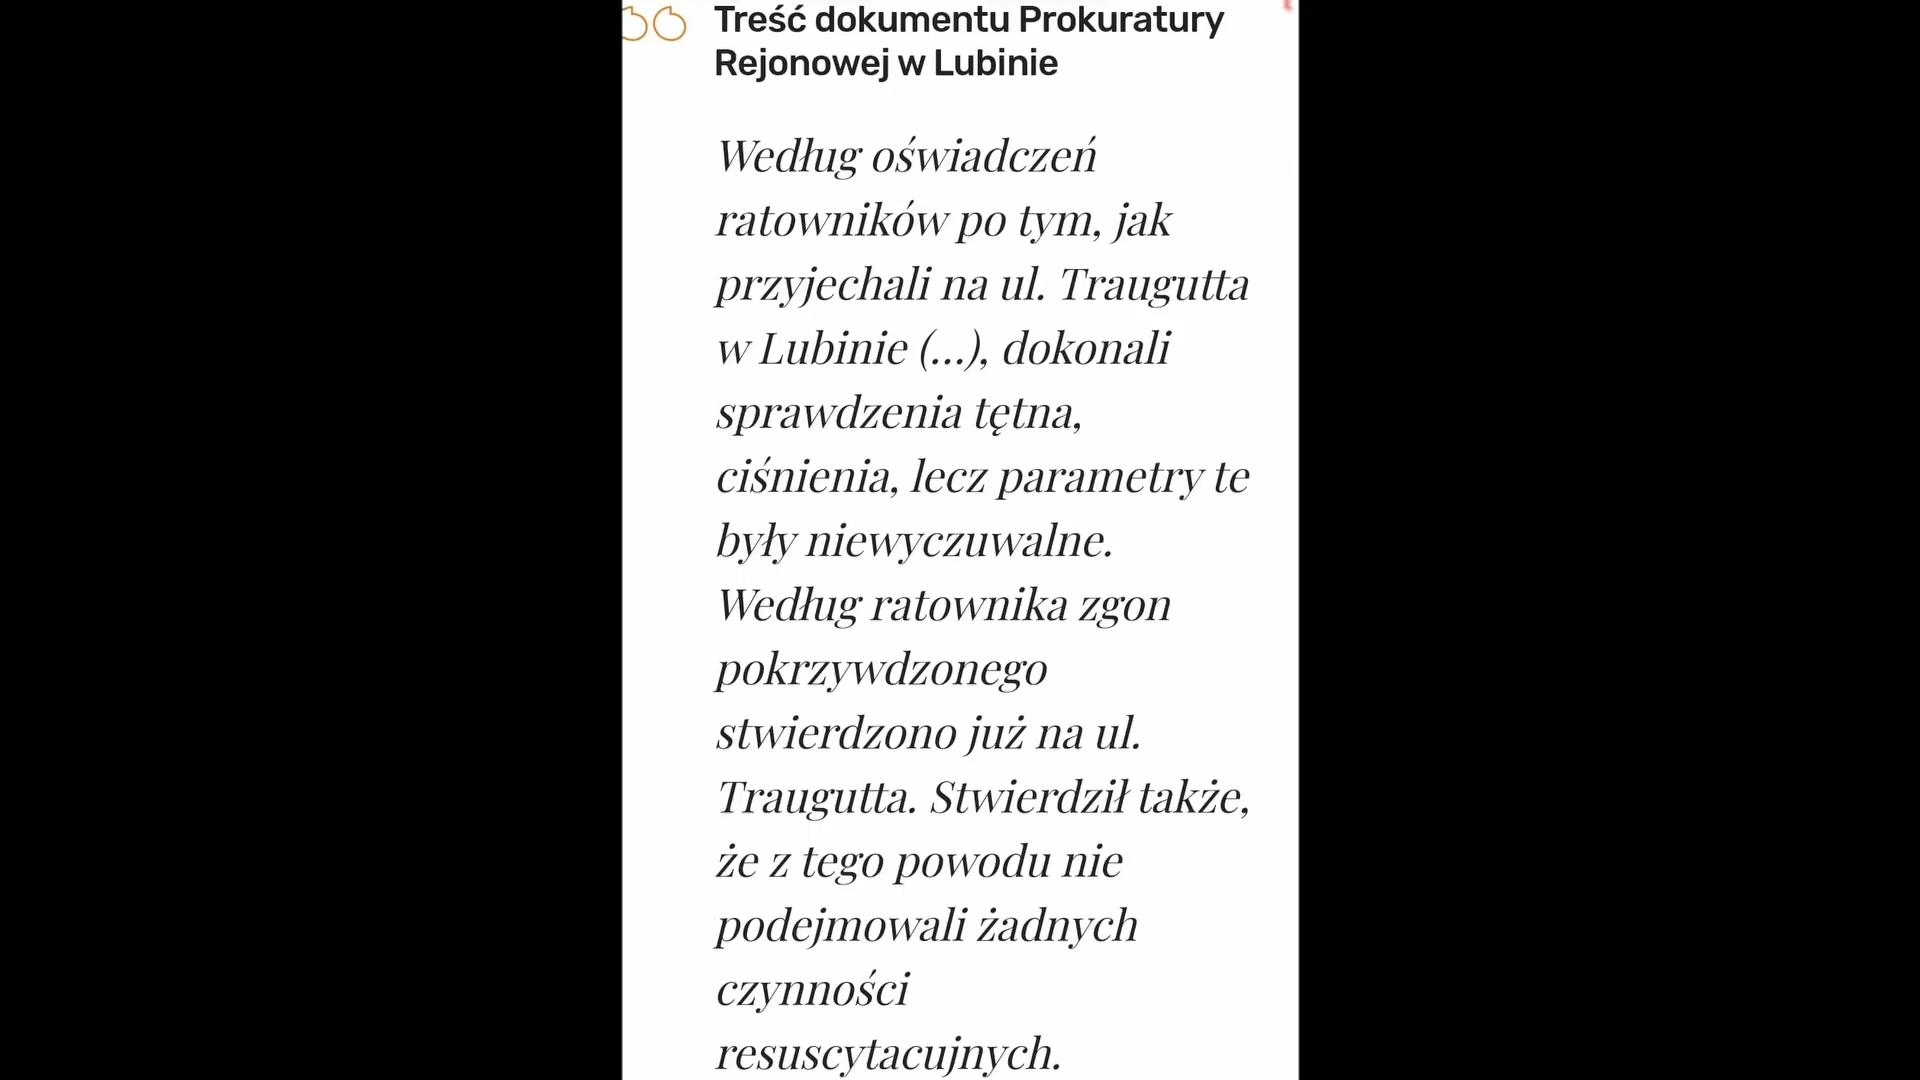 Treść dokumentu Prokuratury
Rejonowej w Lubinie
Według oświadczeń
ratowników po tym, jak
przyjechali na ul. Traugutta
w Lubinie (...), dokonali
sprawdzenia tętna,
ciśnienia, lecz parametry te
były niewyczuwalne.
Według ratownika zgon
pokrzywdzonego
stwierdzono już na ul.
Traugutta. Stwierdził także,
że z tego powodu nie
podejmowali żadnych
czynności
resuscytacujnych.